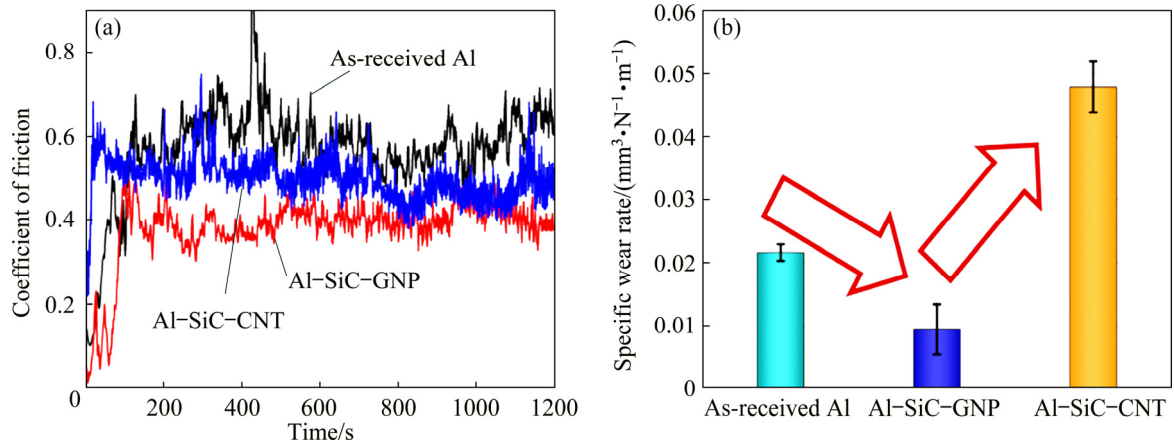 (a)
0.8
0.6
0.4
0.2
0
200
400
600
800
1000
1200
Coefficient of friction
Time/s
As-received Al
Al−SiC−GNP
Al−SiC−CNT
(b)
0.06
0.05
0.04
0.03
0.02
0.01
0
Specific wear rate/(mm³•N⁻¹•m⁻¹)
As-received Al
Al−SiC−GNP
Al−SiC−CNT